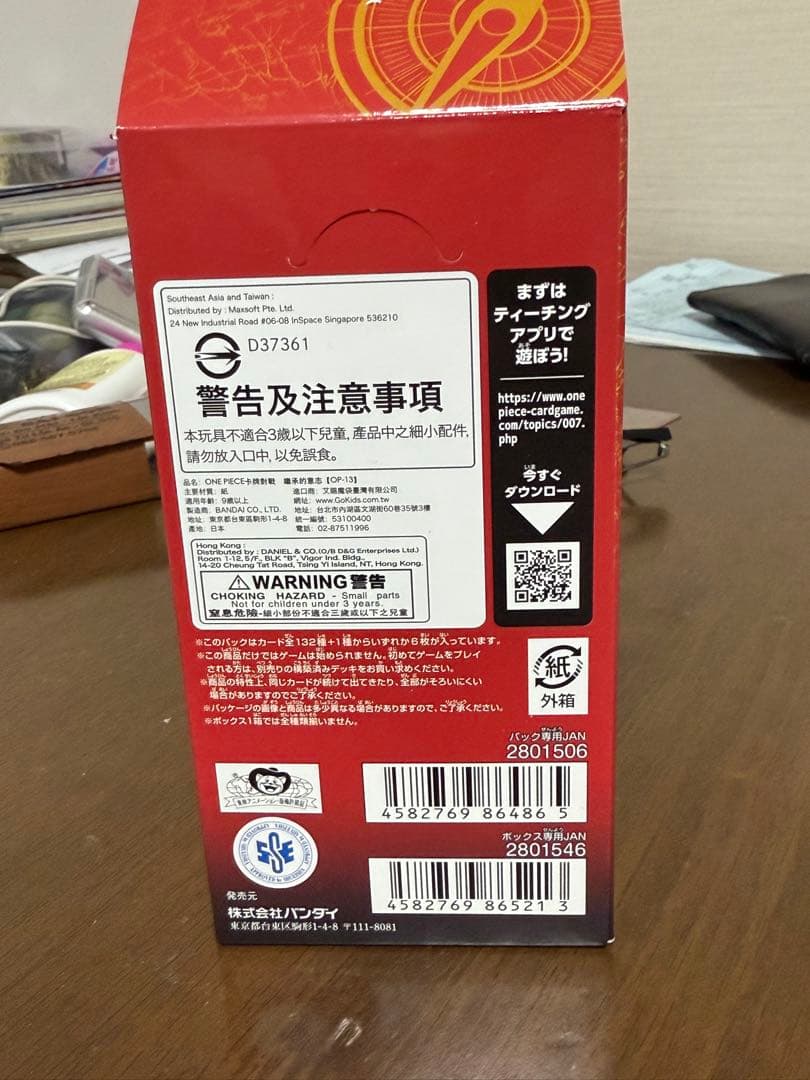 Southeast Asia and Taiwan :
Distributed by : Maxsoft Pte. Ltd.
24 New Industrial Road #06-08 InSpace Singapore 536210
D37361
警告及注意事項
本玩具不適合3歲以下兒童, 產品中之細小配件,
請勿放入口中, 以免誤食。
品名: ONE PIECE卡牌對戰 繼承的意志【OP-13】
主要材質: 紙
適用年齡: 9歲以上
製造商: BANDAI CO., LTD.
地址: 東京都台東區駒形1-4-8
產地: 日本
進口商: 艾賜魔袋臺灣有限公司
網址: www.GoKids.com.tw
地址: 台北市內湖區文湖街60巷35號3樓
統一編號: 53100400
電話: 02-87511996
Hong Kong :
Distributed by : DANIEL & CO.(O/B D&G Enterprises Ltd.)
Room 1-12, 5/F., BLK "B", Vigor Ind. Bldg.,
14-20 Cheung Tat Road, Tsing Yi Island, NT, Hong Kong.
WARNING 警告
CHOKING HAZARD - Small parts
Not for children under 3 years.
窒息危險-細小部份不適合三歲或以下之兒童
まずは
ティーチング
アプリで
遊ぼう!
https://www.one
piece-cardgame.
com/topics/007.
php
今すぐ
ダウンロード
※このパックはカード全132種+1種からいずれか6枚が入っています。
※この商品だけではゲームは始められません。初めてゲームをプレイ
される方は、別売りの構築済みデッキをお買い求めください。
※商品の特性上、同じカードが続けて出てきたり、全部がそろいにくい
場合がありますのでご了承ください。
※パッケージの画像と商品は多少異なる場合がありますので、ご了承ください。
※ボックス1箱では全種類揃いません。
紙
外箱
パック専用JAN
2801506
4582769 864865
ボックス専用JAN
2801546
4582769 865213
発売元
株式会社バンダイ
東京都台東区駒形1-4-8 〒111-8081